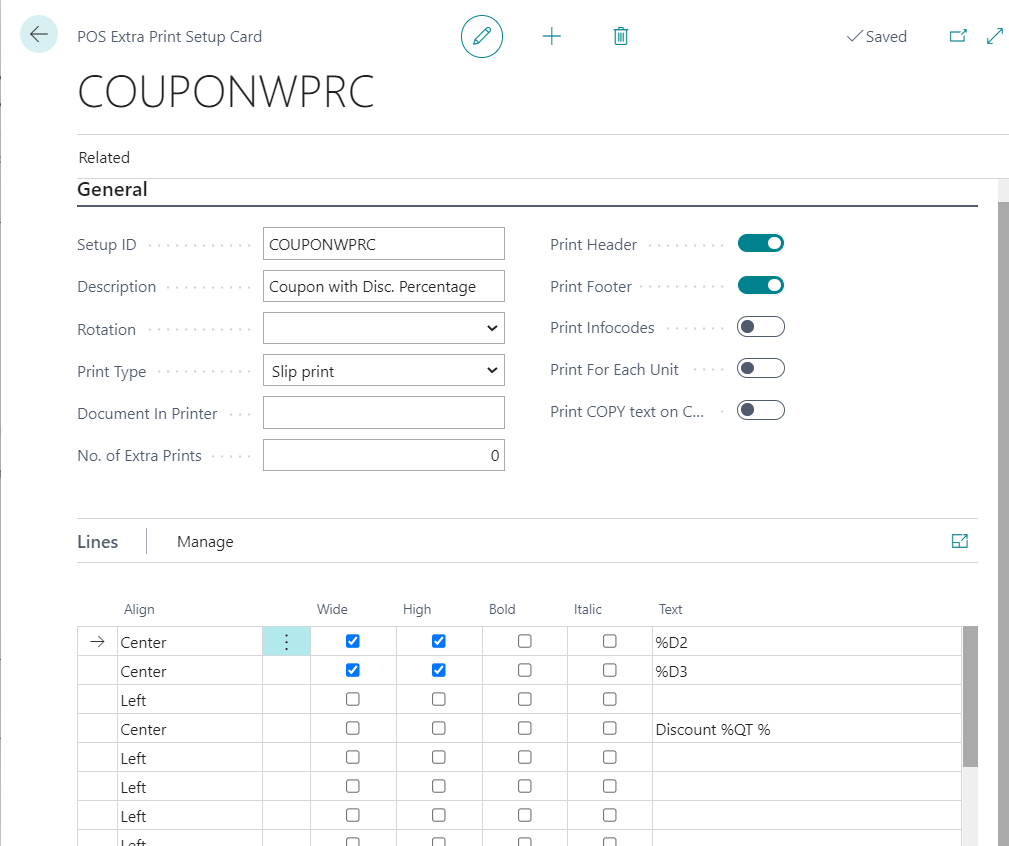 POS Extra Print Setup Card
Saved
COUPONWPRC
Related
General
Setup ID COUPONWPRC
Description Coupon with Disc. Percentage
Rotation
Print Type Slip print
Document In Printer
No. of Extra Prints 0
Print Header
Print Footer
Print Infocodes
Print For Each Unit
Print COPY text on C...
Lines Manage
Align Wide High Bold Italic Text
Center %D2
Center %D3
Left
Center Discount %QT %
Left
Left
Left
Left